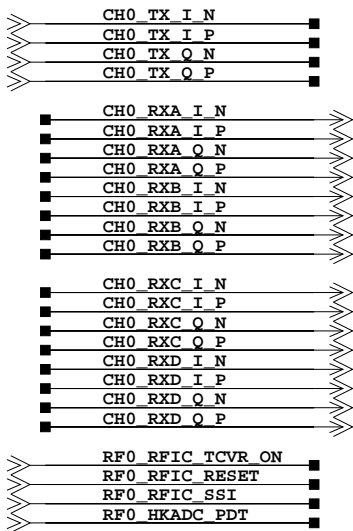 CH0_TX_I_N
CH0_TX_I_P
CH0_TX_Q_N
CH0_TX_Q_P
CH0_RXA_I_N
CH0_RXA_I_P
CH0_RXA_Q_N
CH0_RXA_Q_P
CH0_RXB_I_N
CH0_RXB_I_P
CH0_RXB_Q_N
CH0_RXB_Q_P
CH0_RXC_I_N
CH0_RXC_I_P
CH0_RXC_Q_N
CH0_RXC_Q_P
CH0_RXD_I_N
CH0_RXD_I_P
CH0_RXD_Q_N
CH0_RXD_Q_P
RF0_RFIC_TCVR_ON
RF0_RFIC_RESET
RF0_RFIC_SSI
RF0_HKADC_PDT